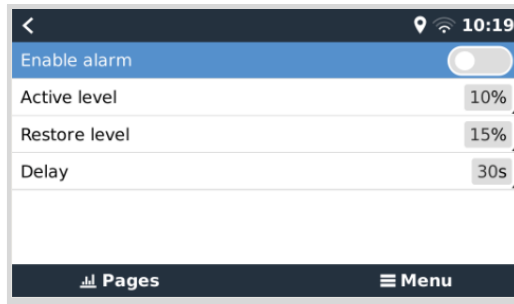 10:19
Enable alarm
Active level 10%
Restore level 15%
Delay 30s
Pages Menu